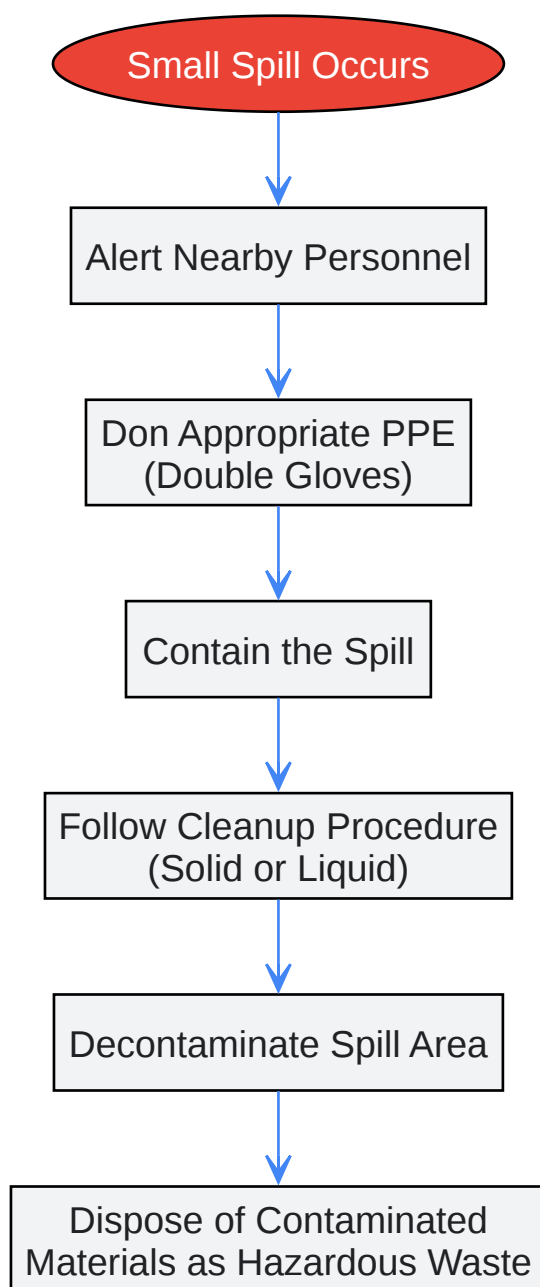 Small Spill Occurs
Alert Nearby Personnel
Don Appropriate PPE
(Double Gloves)
Contain the Spill
Follow Cleanup Procedure
(Solid or Liquid)
Decontaminate Spill Area
Dispose of Contaminated
Materials as Hazardous Waste